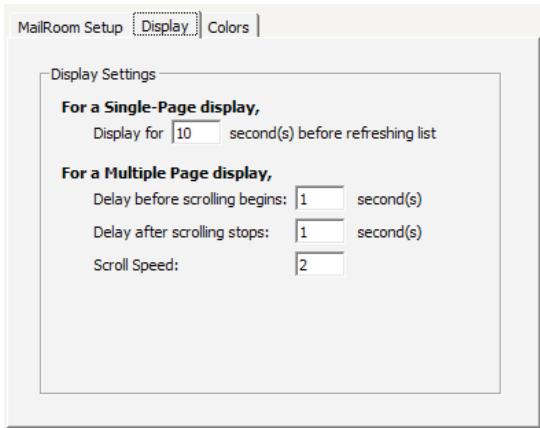 MailRoom Setup Display Colors
Display Settings
For a Single-Page display,
Display for 10 second(s) before refreshing list
For a Multiple Page display,
Delay before scrolling begins: 1 second(s)
Delay after scrolling stops: 1 second(s)
Scroll Speed: 2